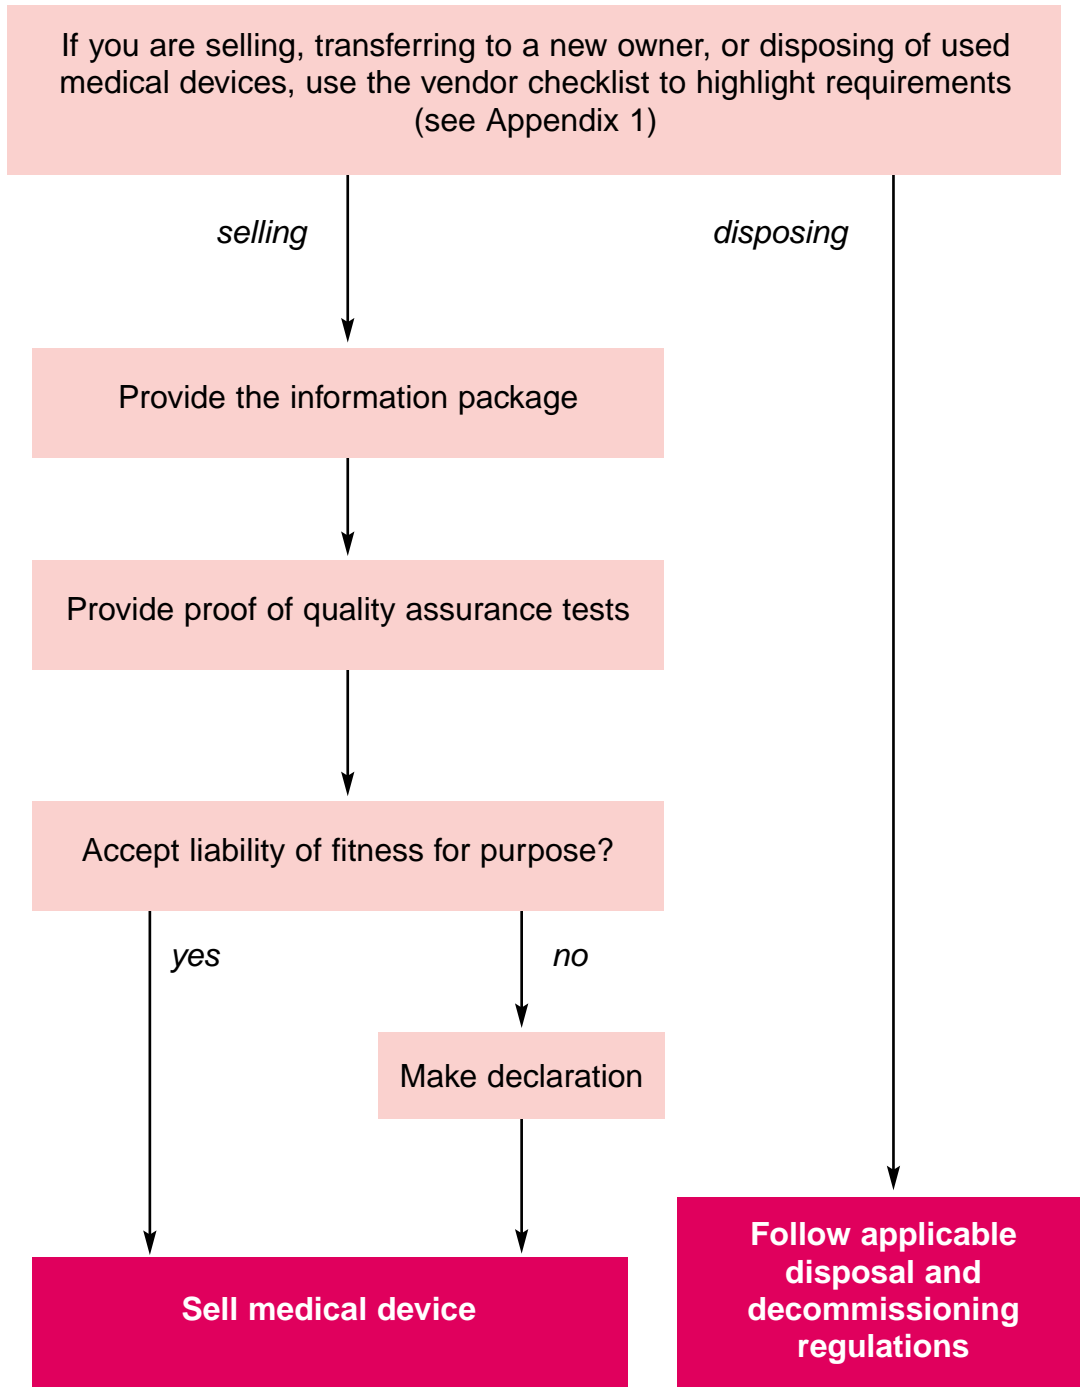 If you are selling, transferring to a new owner, or disposing of used
medical devices, use the vendor checklist to highlight requirements
(see Appendix 1)
selling
disposing
Provide the information package
Provide proof of quality assurance tests
Accept liability of fitness for purpose?
yes
no
Make declaration
Sell medical device
Follow applicable
disposal and
decommissioning
regulations